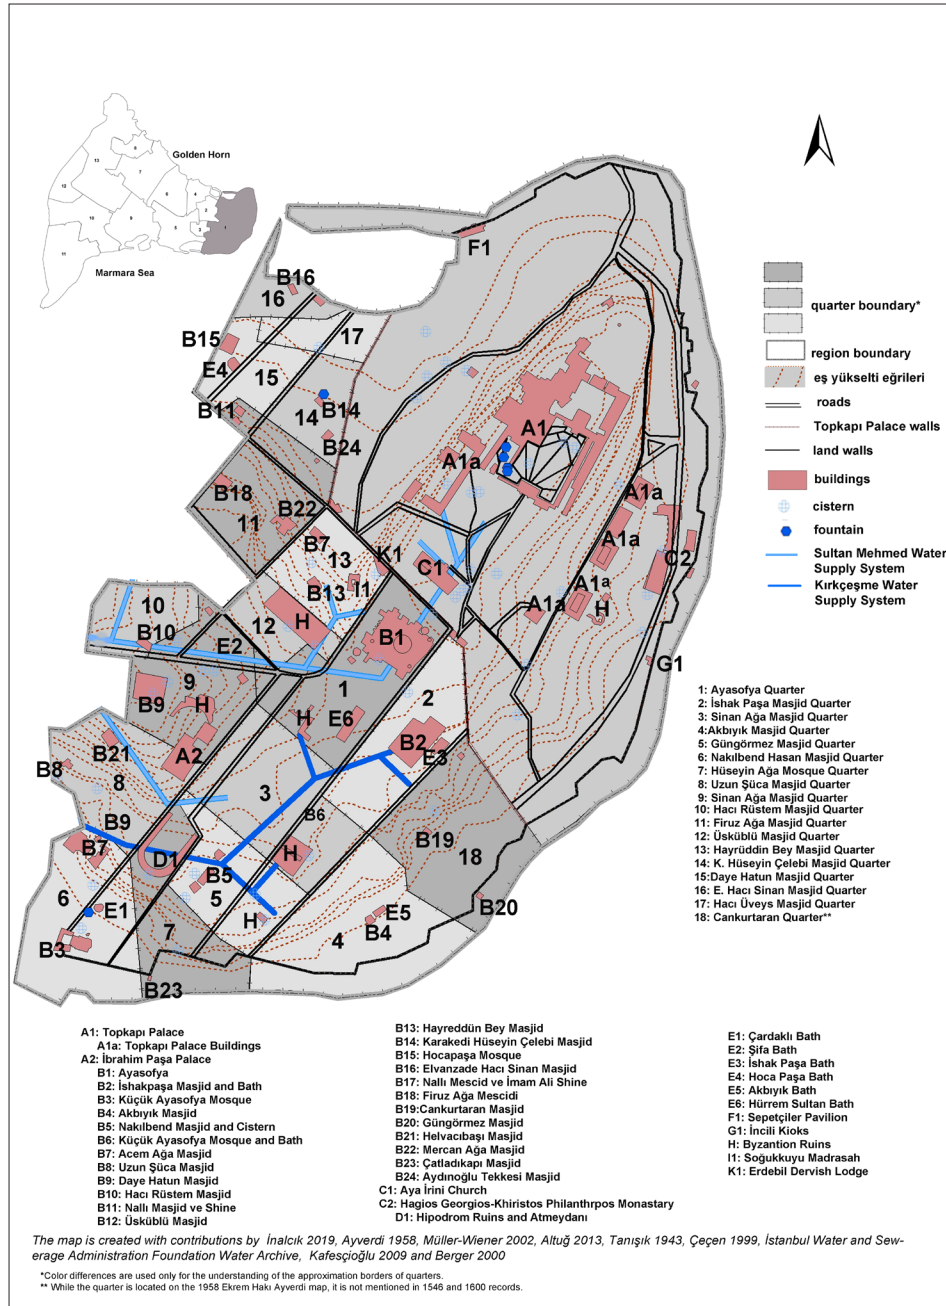 Golden Horn
Marmara Sea
9
13
7
12
8
4
2
10
9
5
3
1
11
F1
B16
16
17
B15
E4
15
B11
14
B14
B24
A1
A1a
B18
11
B22
B7
13
K1
C1
A1a
A1a
C2
B13
I1
A1a
H
A1a
10
B10
12
H
B1
E2
G1
9
B9
H
1
2
H
E6
B2
E3
A2
B21
B8
8
3
B6
B9
B7
D1
H
B19
18
B5
5
6
E1
H
E5
B4
B20
B3
7
4
B23
quarter boundary*
region boundary
eş yükselti eğrileri
roads
Topkapı Palace walls
land walls
buildings
cistern
fountain
Sultan Mehmed Water
Supply System
Kırkçeşme Water
Supply System
1: Ayasofya Quarter
2: İshak Paşa Masjid Quarter
3: Sinan Ağa Masjid Quarter
4:Akbıyık Masjid Quarter
5: Güngörmez Masjid Quarter
6: Nakılbend Hasan Masjid Quarter
7: Hüseyin Ağa Mosque Quarter
8: Uzun Şüca Masjid Quarter
9: Sinan Ağa Masjid Quarter
10: Hacı Rüstem Masjid Quarter
11: Firuz Ağa Masjid Quarter
12: Üsküblü Masjid Quarter
13: Hayrüddin Bey Masjid Quarter
14: K. Hüseyin Çelebi Masjid Quarter
15:Daye Hatun Masjid Quarter
16: E. Hacı Sinan Masjid Quarter
17: Hacı Üveys Masjid Quarter
18: Cankurtaran Quarter**
A1: Topkapı Palace
A1a: Topkapı Palace Buildings
A2: İbrahim Paşa Palace
B1: Ayasofya
B2: İshakpaşa Masjid and Bath
B3: Küçük Ayasofya Mosque
B4: Akbıyık Masjid
B5: Nakılbend Masjid and Cistern
B6: Küçük Ayasofya Mosque and Bath
B7: Acem Ağa Masjid
B8: Uzun Şüca Masjid
B9: Daye Hatun Masjid
B10: Hacı Rüstem Masjid
B11: Nallı Masjid ve Shine
B12: Üsküblü Masjid
B13: Hayreddün Bey Masjid
B14: Karakedi Hüseyin Çelebi Masjid
B15: Hocapaşa Mosque
B16: Elvanzade Hacı Sinan Masjid
B17: Nallı Mescid ve İmam Ali Shine
B18: Firuz Ağa Mescidi
B19:Cankurtaran Masjid
B20: Güngörmez Masjid
B21: Helvacıbaşı Masjid
B22: Mercan Ağa Masjid
B23: Çatladıkapı Masjid
B24: Aydınoğlu Tekkesi Masjid
C1: Aya İrini Church
C2: Hagios Georgios-Khiristos Philanthrpos Monastary
D1: Hipodrom Ruins and Atmeydanı
E1: Çardaklı Bath
E2: Şifa Bath
E3: İshak Paşa Bath
E4: Hoca Paşa Bath
E5: Akbıyık Bath
E6: Hürrem Sultan Bath
F1: Sepetçiler Pavilion
G1: İncili Kioks
H: Byzantion Ruins
I1: Soğukkuyu Madrasah
K1: Erdebil Dervish Lodge
The map is created with contributions by İnalcık 2019, Ayverdi 1958, Müller-Wiener 2002, Altuğ 2013, Tanışık 1943, Çeçen 1999, İstanbul Water and Sew-
erage Administration Foundation Water Archive, Kafesçioğlu 2009 and Berger 2000
*Color differences are used only for the understanding of the approximation borders of quarters.
** While the quarter is located on the 1958 Ekrem Hakı Ayverdi map, it is not mentioned in 1546 and 1600 records.